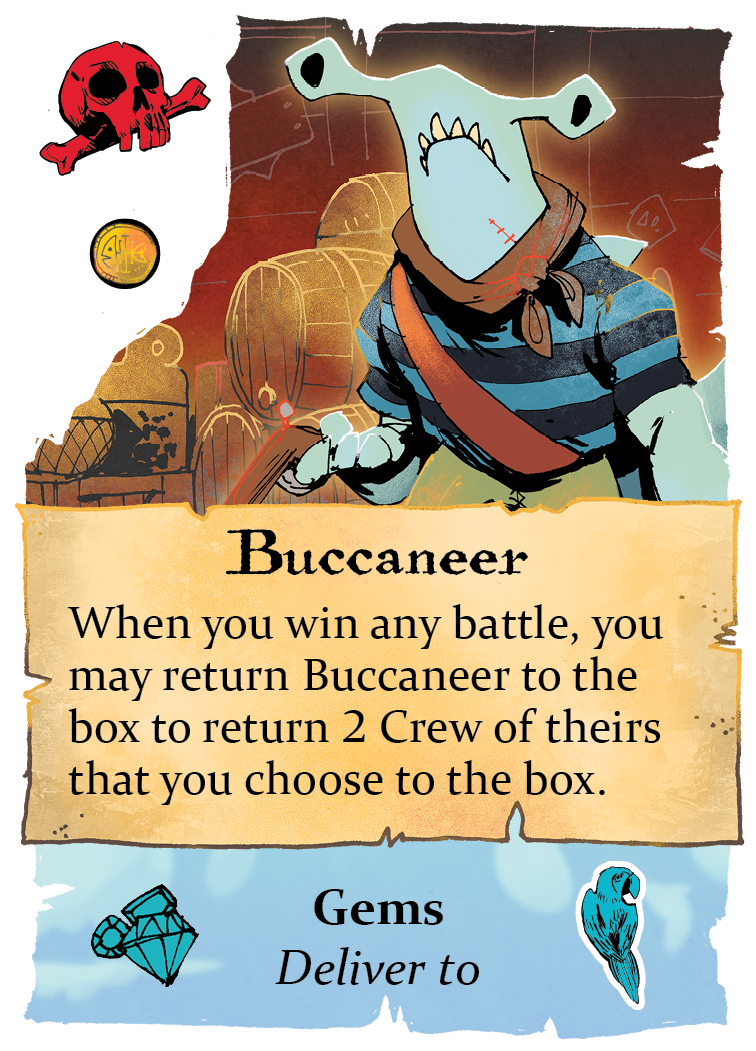 Buccaneer
When you win any battle, you
may return Buccaneer to the
box to return 2 Crew of theirs
that you choose to the box.
Gems
Deliver to